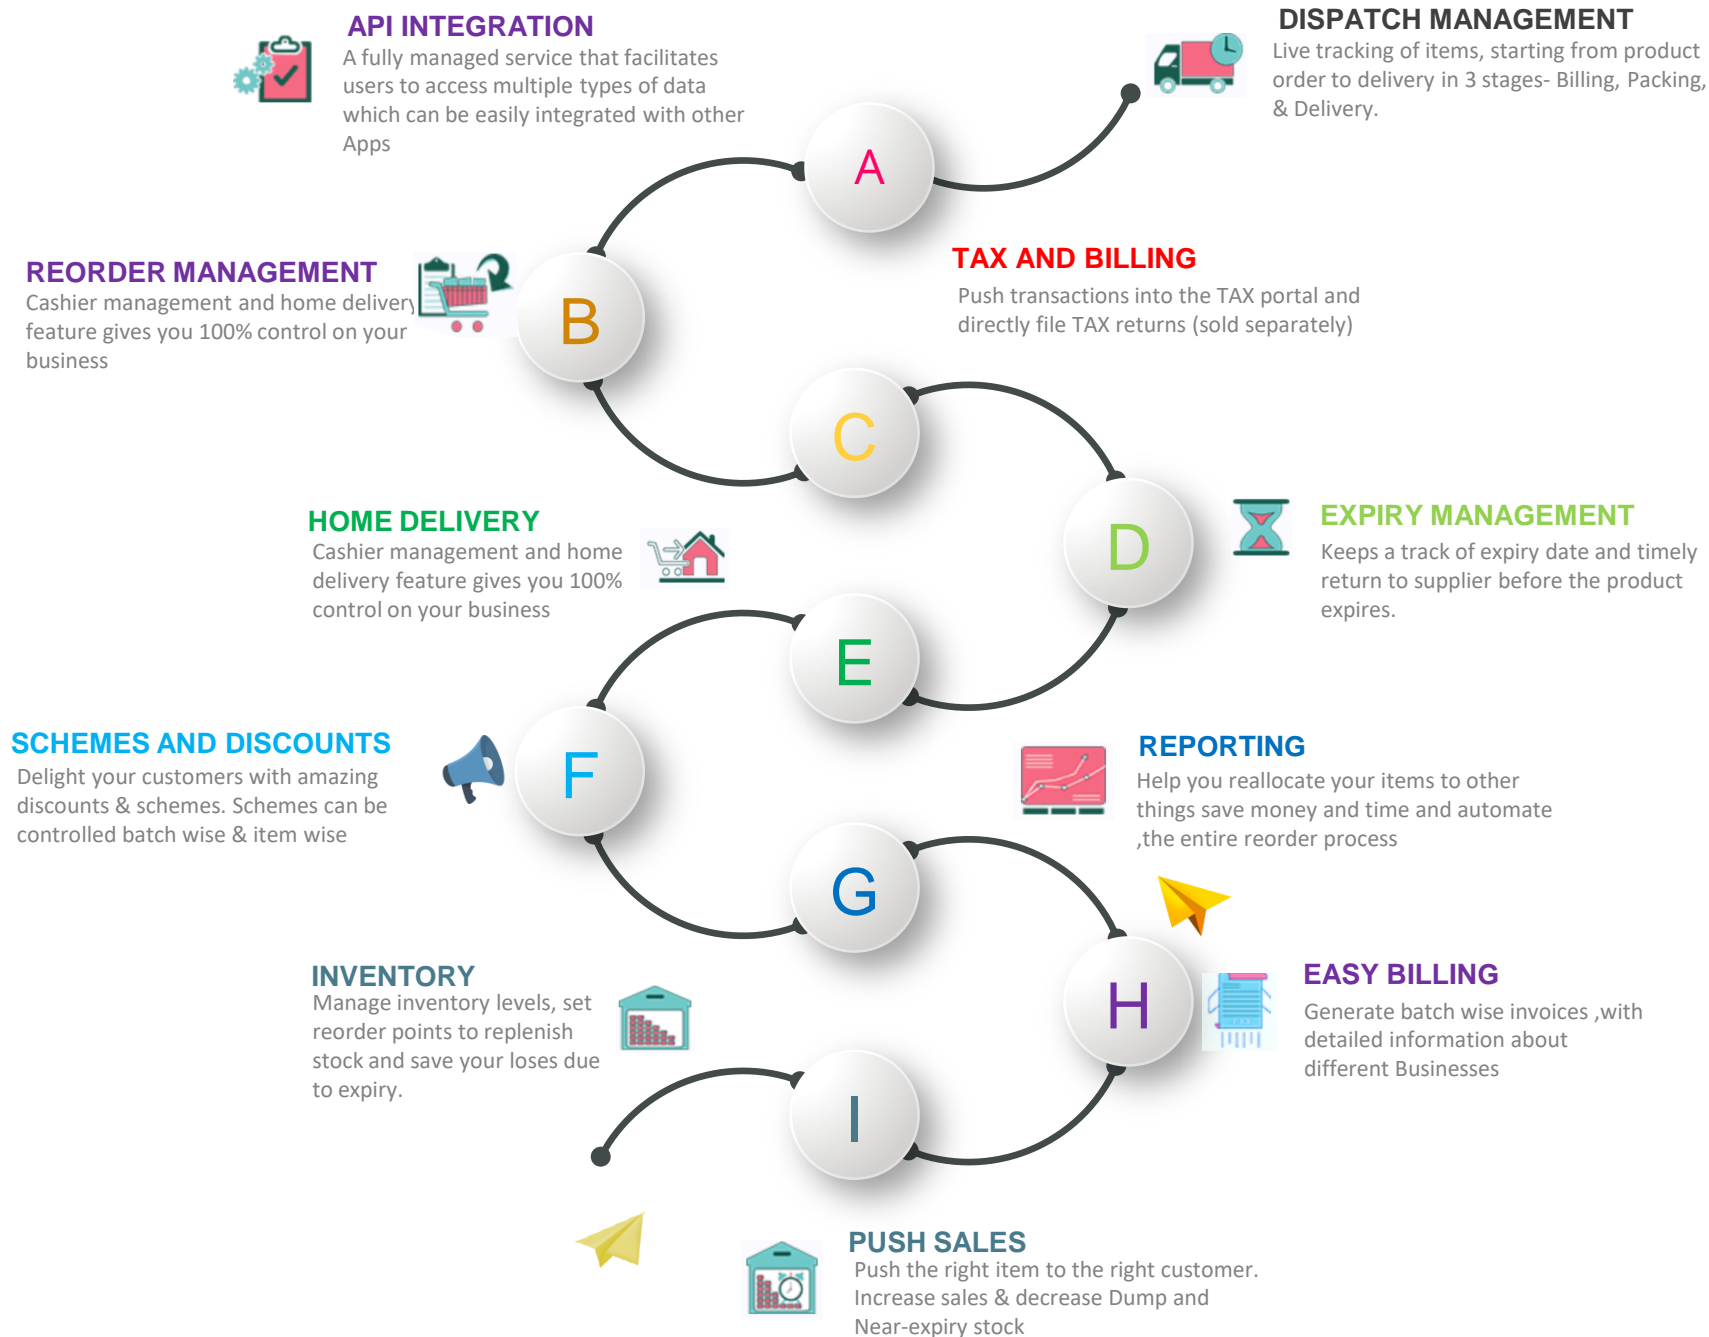 API INTEGRATION
A fully managed service that facilitates
users to access multiple types of data
which can be easily integrated with other
Apps
DISPATCH MANAGEMENT
Live tracking of items, starting from product
order to delivery in 3 stages- Billing, Packing,
& Delivery.
A
REORDER MANAGEMENT
Cashier management and home delivery
feature gives you 100% control on your
business
B
TAX AND BILLING
Push transactions into the TAX portal and
directly file TAX returns (sold separately)
C
HOME DELIVERY
Cashier management and home
delivery feature gives you 100%
control on your business
D
EXPIRY MANAGEMENT
Keeps a track of expiry date and timely
return to supplier before the product
expires.
E
SCHEMES AND DISCOUNTS
Delight your customers with amazing
discounts & schemes. Schemes can be
controlled batch wise & item wise
F
REPORTING
Help you reallocate your items to other
things save money and time and automate
,the entire reorder process
G
INVENTORY
Manage inventory levels, set
reorder points to replenish
stock and save your loses due
to expiry.
H
EASY BILLING
Generate batch wise invoices ,with
detailed information about
different Businesses
I
PUSH SALES
Push the right item to the right customer.
Increase sales & decrease Dump and
Near-expiry stock